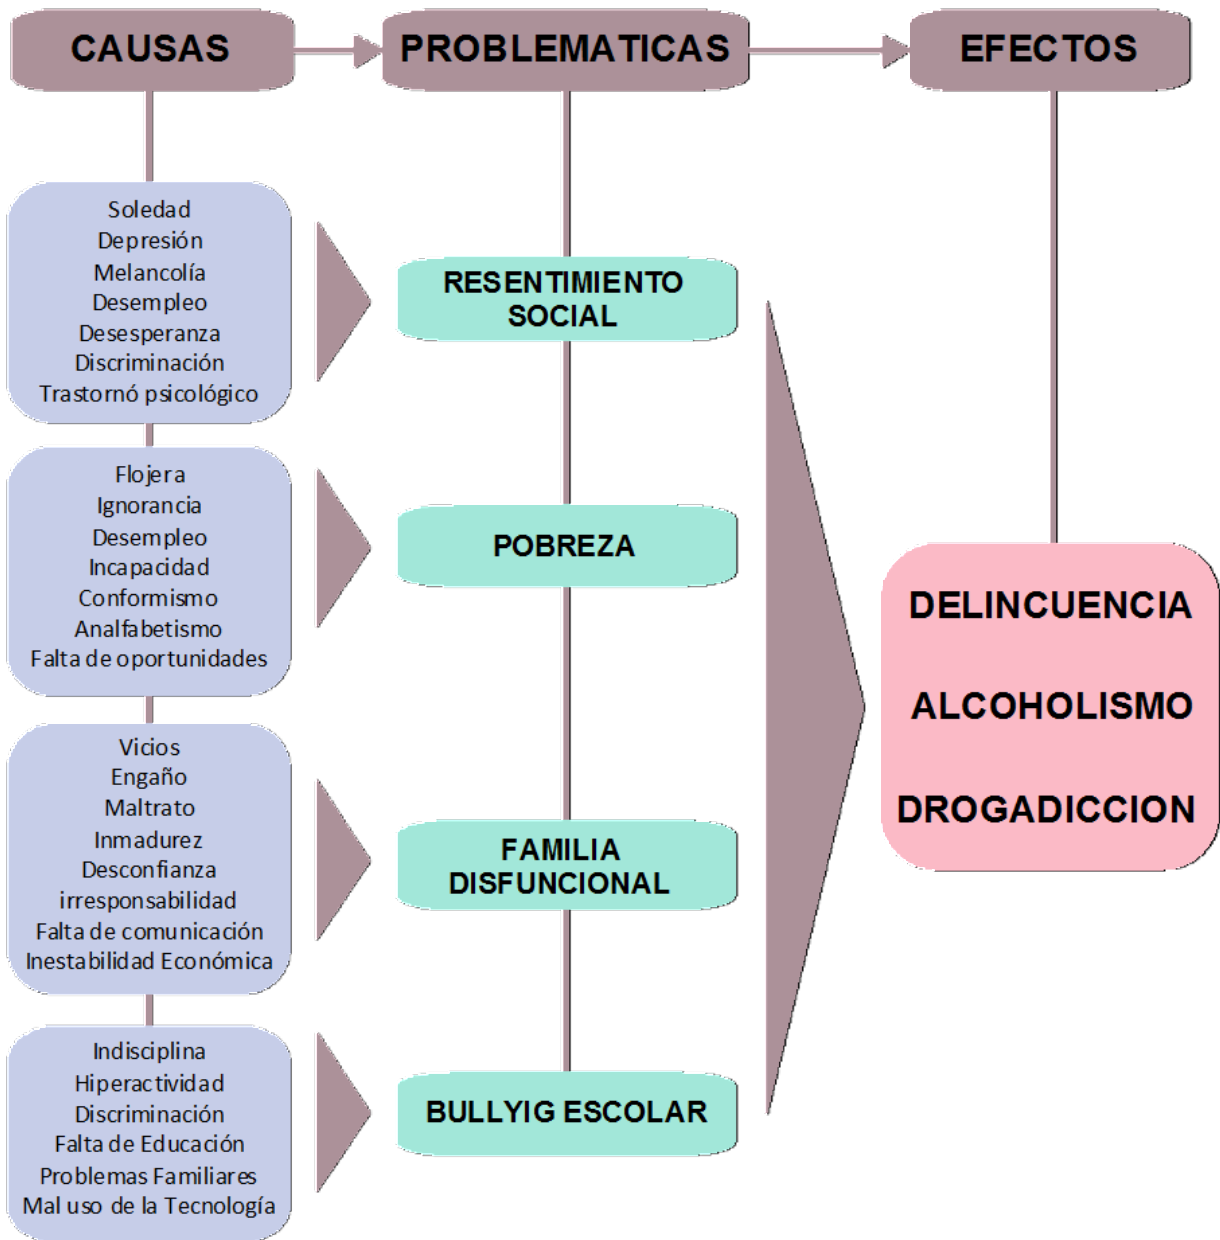 CAUSAS
PROBLEMATICAS
EFECTOS
Soledad
Depresión
Melancolía
Desempleo
Desesperanza
Discriminación
Trastornó psicológico
RESENTIMIENTO
SOCIAL
Flojera
Ignorancia
Desempleo
Incapacidad
Conformismo
Analfabetismo
Falta de oportunidades
POBREZA
Vicios
Engaño
Maltrato
Inmadurez
Desconfianza
irresponsabilidad
Falta de comunicación
Inestabilidad Económica
FAMILIA
DISFUNCIONAL
Indisciplina
Hiperactividad
Discriminación
Falta de Educación
Problemas Familiares
Mal uso de la Tecnología
BULLYIG ESCOLAR
DELINCUENCIA
ALCOHOLISMO
DROGADICCION